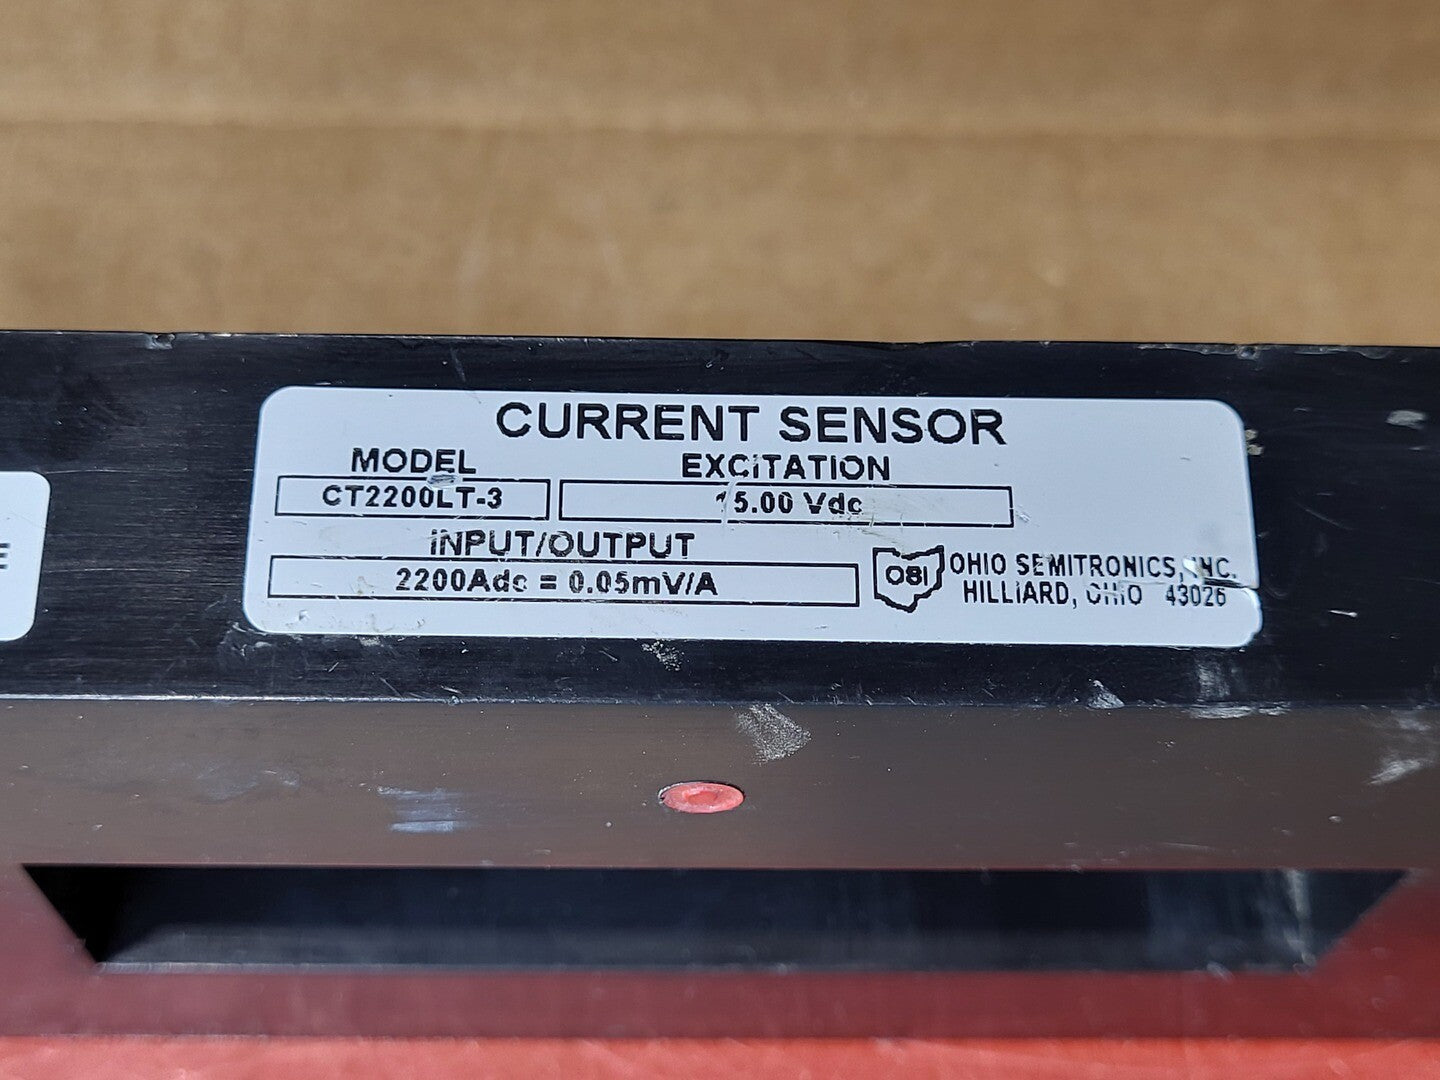 CURRENT SENSOR
MODEL EXCITATION
CT2200LT-3 15.00 Vdc
INPUT/OUTPUT
2200Adc = 0.05mV/A
OSI OHIO SEMITRONICS, INC.
HILLIARD, OHIO 43026
E